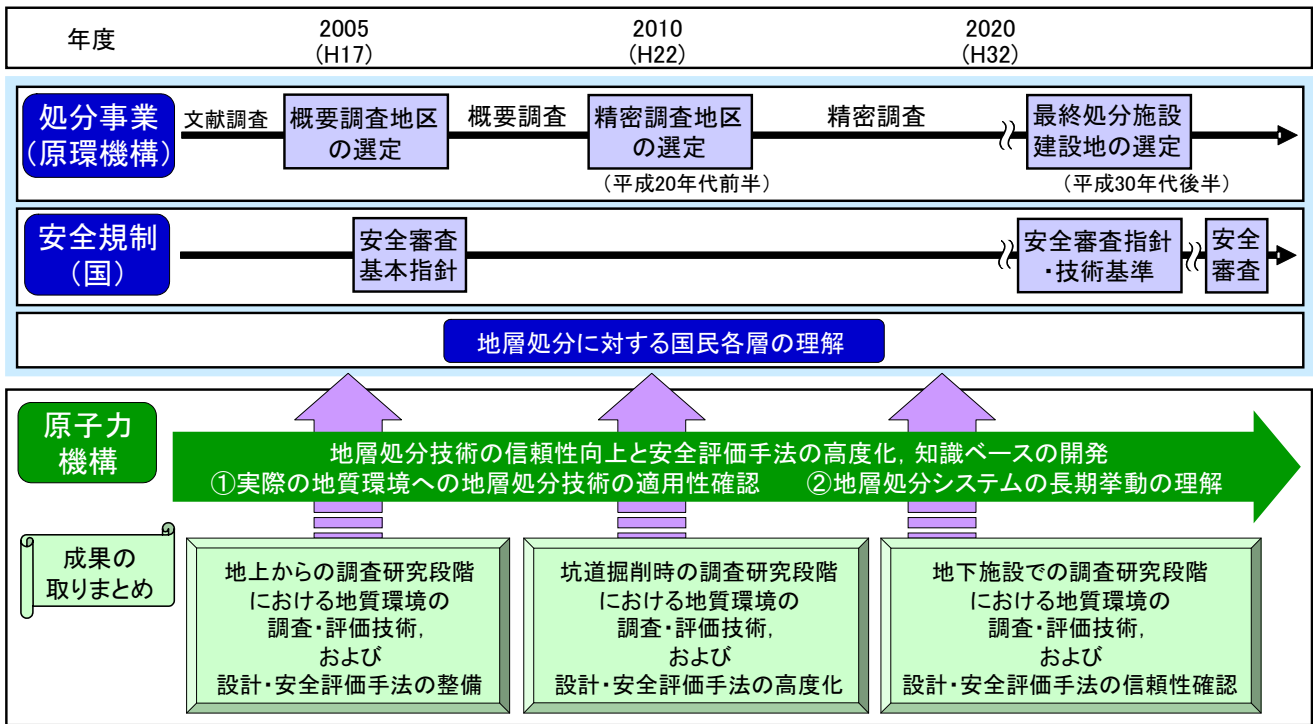 年度
2005
(H17)
2010
(H22)
2020
(H32)
処分事業
(原環機構)
文献調査
概要調査地区
の選定
概要調査
精密調査地区
の選定
(平成20年代前半)
精密調査
最終処分施設
建設地の選定
(平成30年代後半)
安全規制
(国)
安全審査
基本指針
安全審査指針
・技術基準
安全
審査
地層処分に対する国民各層の理解
原子力
機構
地層処分技術の信頼性向上と安全評価手法の高度化, 知識ベースの開発
①実際の地質環境への地層処分技術の適用性確認 ②地層処分システムの長期挙動の理解
成果の
取りまとめ
地上からの調査研究段階
における地質環境の
調査・評価技術,
および
設計・安全評価手法の整備
坑道掘削時の調査研究段階
における地質環境の
調査・評価技術,
および
設計・安全評価手法の高度化
地下施設での調査研究段階
における地質環境の
調査・評価技術,
および
設計・安全評価手法の信頼性確認